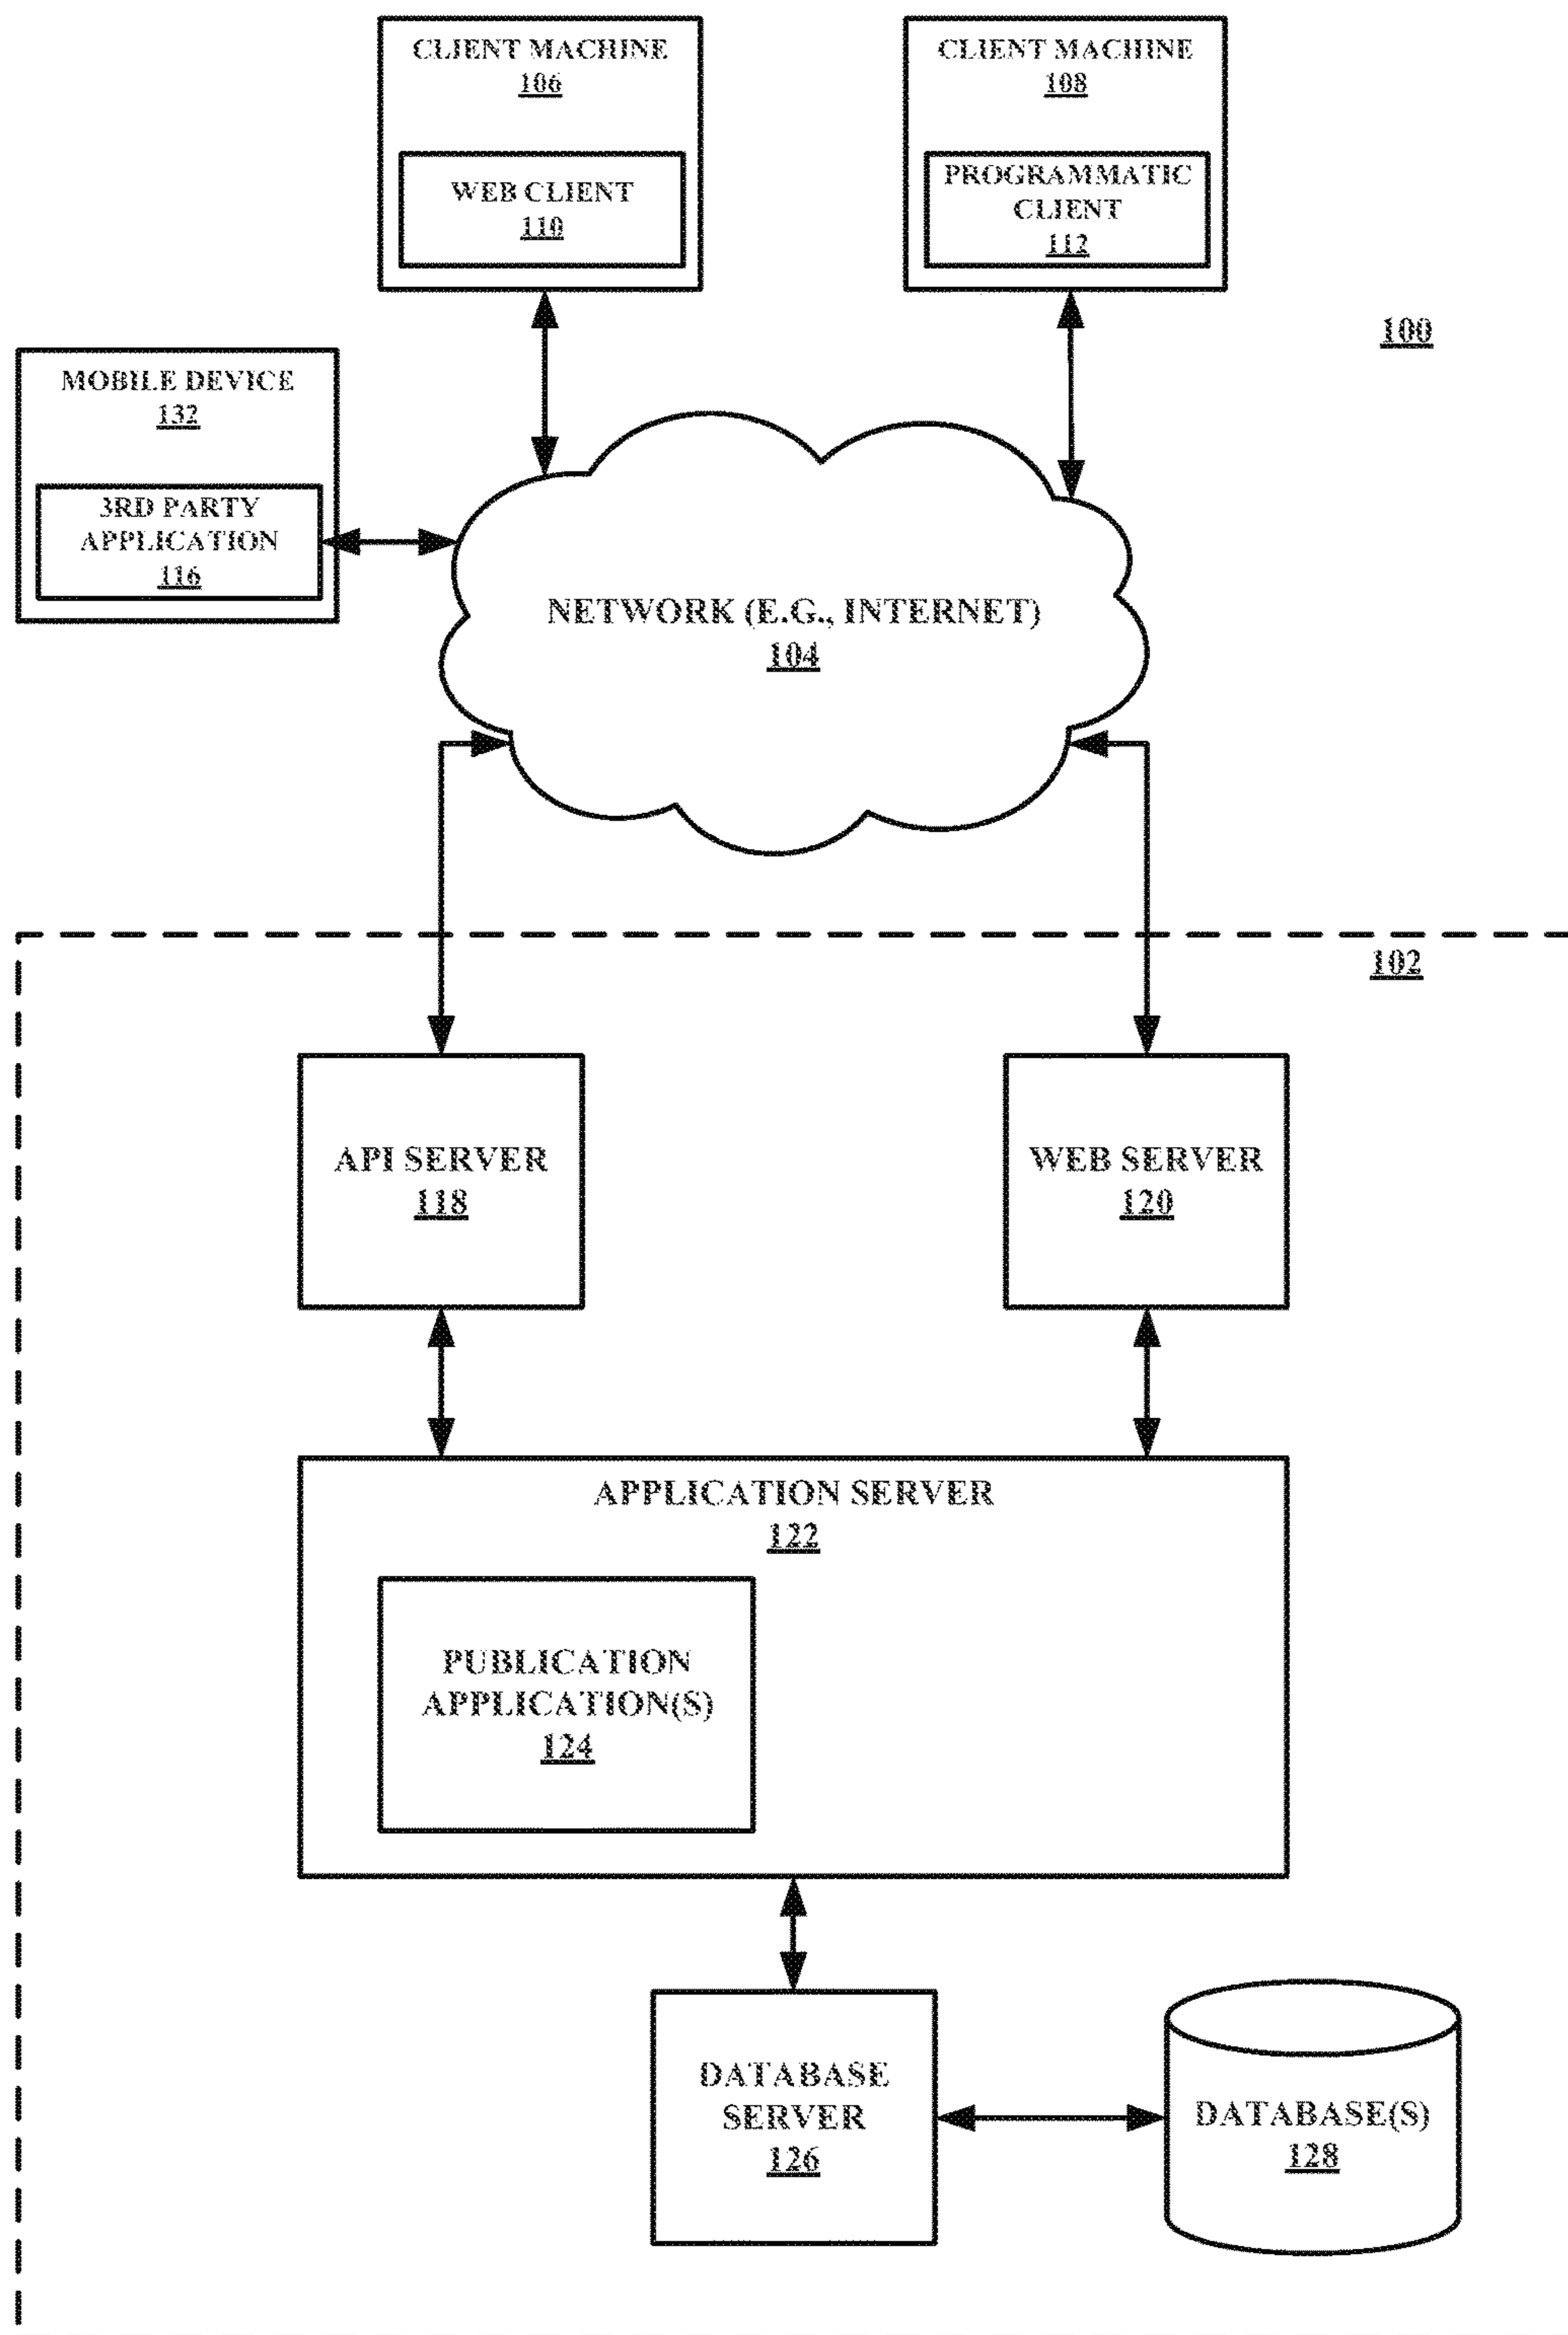 CLIENT MACHINE
106
WEB CLIENT
110
CLIENT MACHINE
108
PROGRAMMATIC
CLIENT
112
100
MOBILE DEVICE
132
3RD PARTY
APPLICATION
116
NETWORK (E.G., INTERNET)
104
102
API SERVER
118
WEB SERVER
120
APPLICATION SERVER
122
PUBLICATION
APPLICATION(S)
124
DATABASE
SERVER
126
DATABASE(S)
128